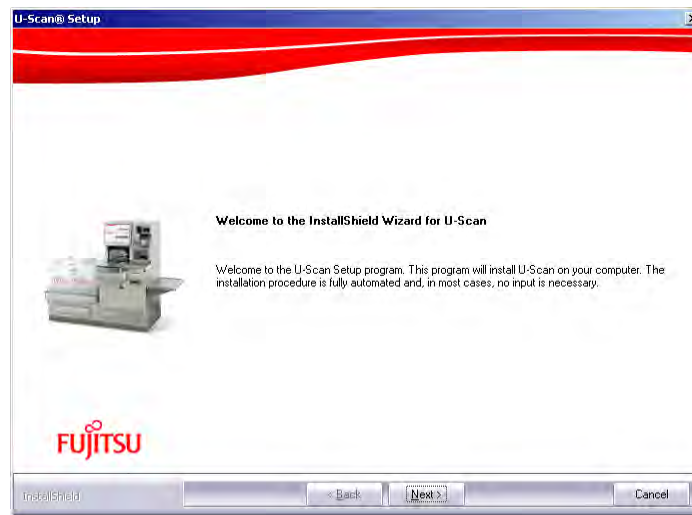 U-Scan® Setup
Welcome to the InstallShield Wizard for U-Scan
Welcome to the U-Scan Setup program. This program will install U-Scan on your computer. The
installation procedure is fully automated and, in most cases, no input is necessary.
FUJITSU
InstallShield
< Back
Next >
Cancel